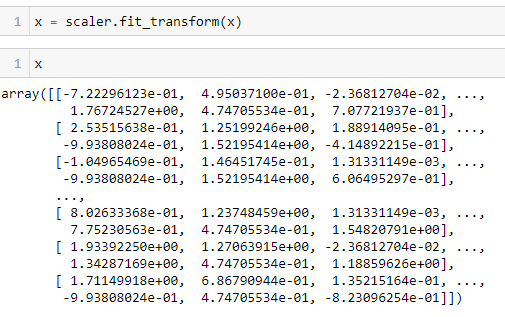 1 x = scaler.fit_transform(x)
1 x
array([[-7.22296123e-01, 4.95037100e-01, -2.36812704e-02, ...,
1.76724527e+00, 4.74705534e-01, 7.07721937e-01],
[ 2.53515638e-01, 1.25199246e+00, 1.88914095e-01, ...,
-9.93808024e-01, 1.52195414e+00, -4.14892215e-01],
[-1.04965469e-01, 1.46451745e-01, 1.31331149e-03, ...,
-9.93808024e-01, 1.52195414e+00, 6.06495297e-01],
...,
[ 8.02633368e-01, 1.23748459e+00, 1.31331149e-03, ...,
7.75230563e-01, 4.74705534e-01, 1.54820791e+00],
[ 1.93392250e+00, 1.27063915e+00, -2.36812704e-02, ...,
1.34287169e+00, 4.74705534e-01, 1.18859626e+00],
[ 1.71149918e+00, 6.86790944e-01, 1.35215164e-01, ...,
-9.93808024e-01, 4.74705534e-01, -8.23096254e-01]])